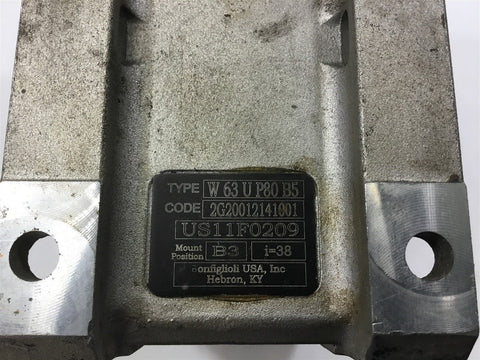 TYPE W 63 U P80 B5
CODE 2G20012141001
US11F0209
Mount Position B3 i=38
Bonfiglioli USA, Inc
Hebron, KY